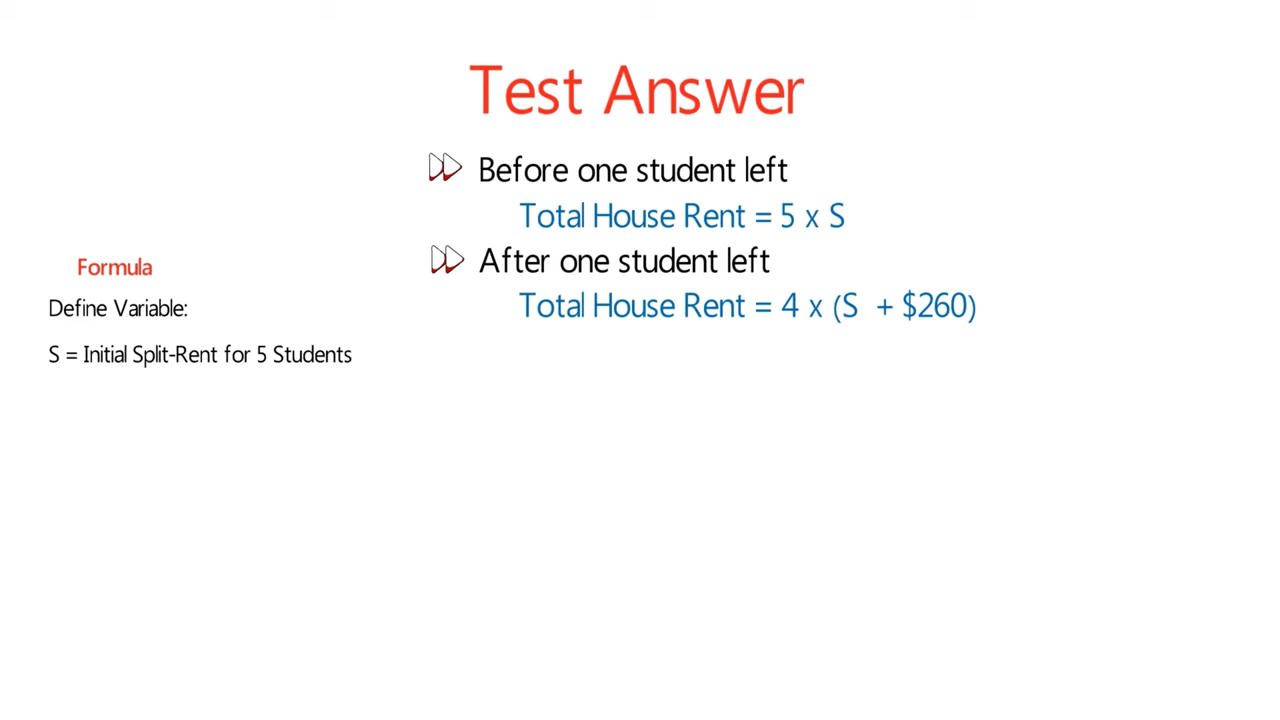 Test Answer
Before one student left
Total House Rent = 5 x S
After one student left
Total House Rent = 4 x (S + $260)
Formula
Define Variable:
S = Initial Split-Rent for 5 Students